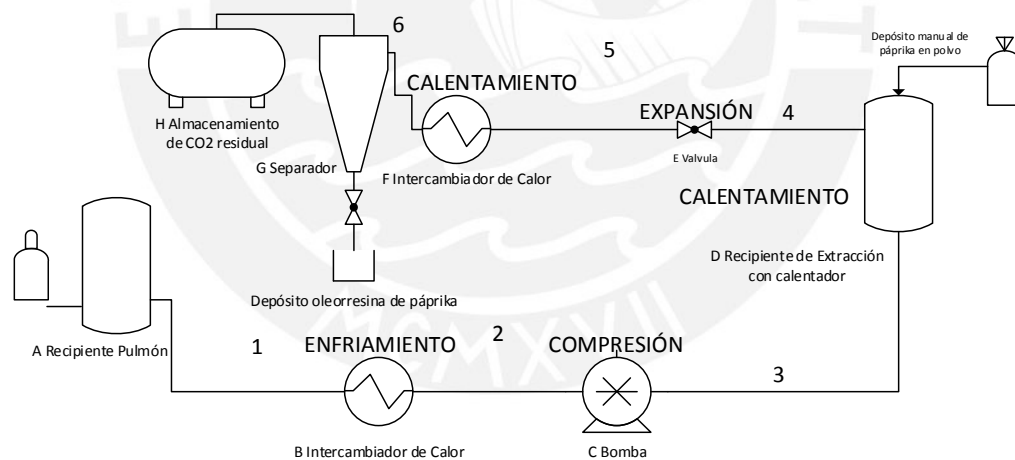 6
5
Depósito manual de
páprika en polvo
CALENTAMIENTO
EXPANSIÓN
4
H Almacenamiento
de CO2 residual
G Separador
F Intercambiador de Calor
E Valvula
CALENTAMIENTO
D Recipiente de Extracción
con calentador
Depósito oleorresina de páprika
A Recipiente Pulmón
1
ENFRIAMIENTO
2
COMPRESIÓN
3
B Intercambiador de Calor
C Bomba
MCMXVII